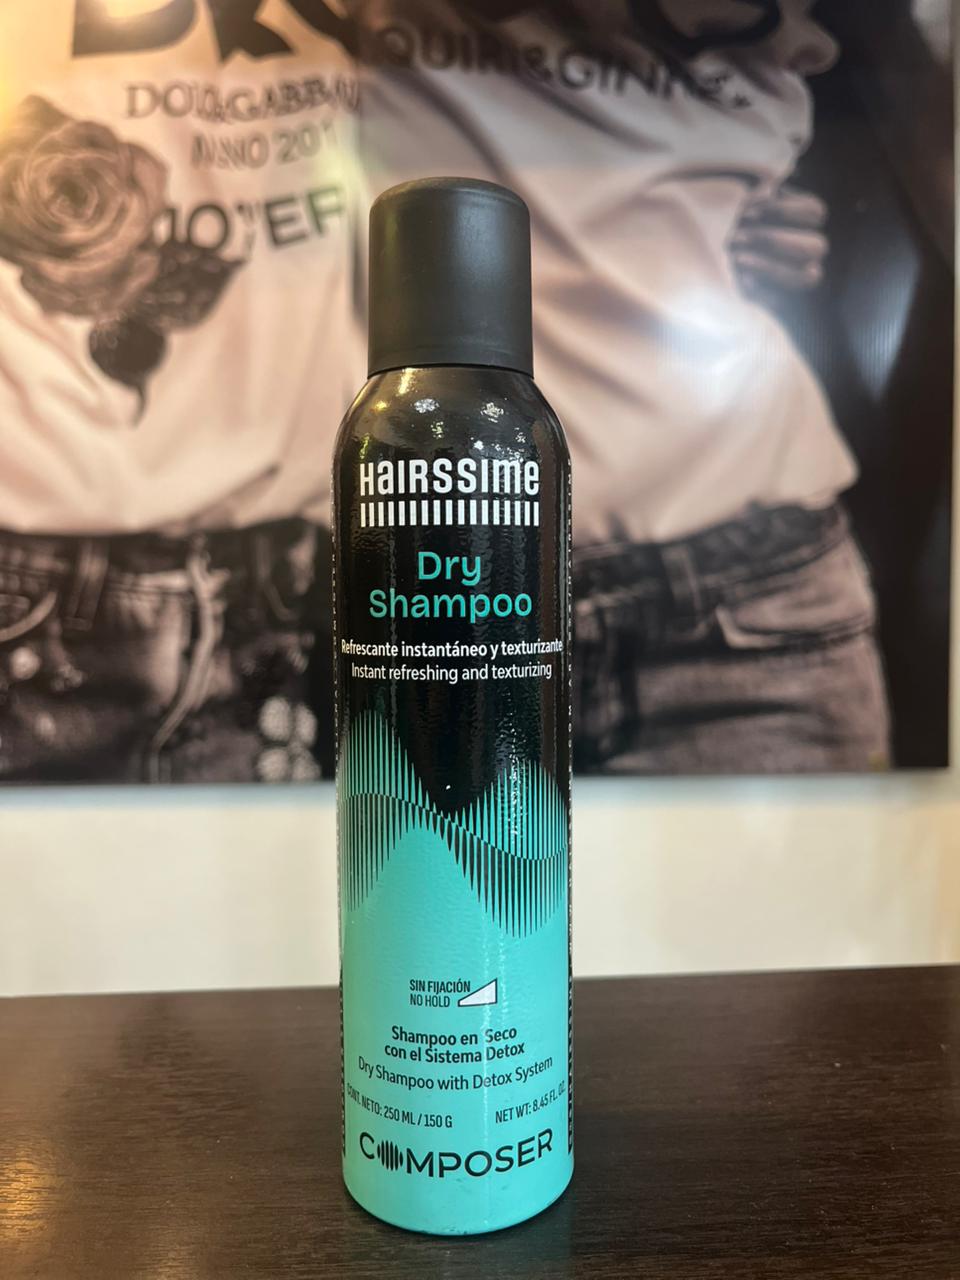 DOLCE&GABBANA
ANNO 201
HAIRSSIME
Dry
Shampoo
Refrescante instantáneo y texturizante
Instant refreshing and texturizing
SIN FIJACIÓN
NO HOLD
Shampoo en Seco
con el Sistema Detox
Dry Shampoo with Detox System
CONT. NETO: 250 ML / 150 G
NET WT: 8.45 FL. OZ.
COMPOSER